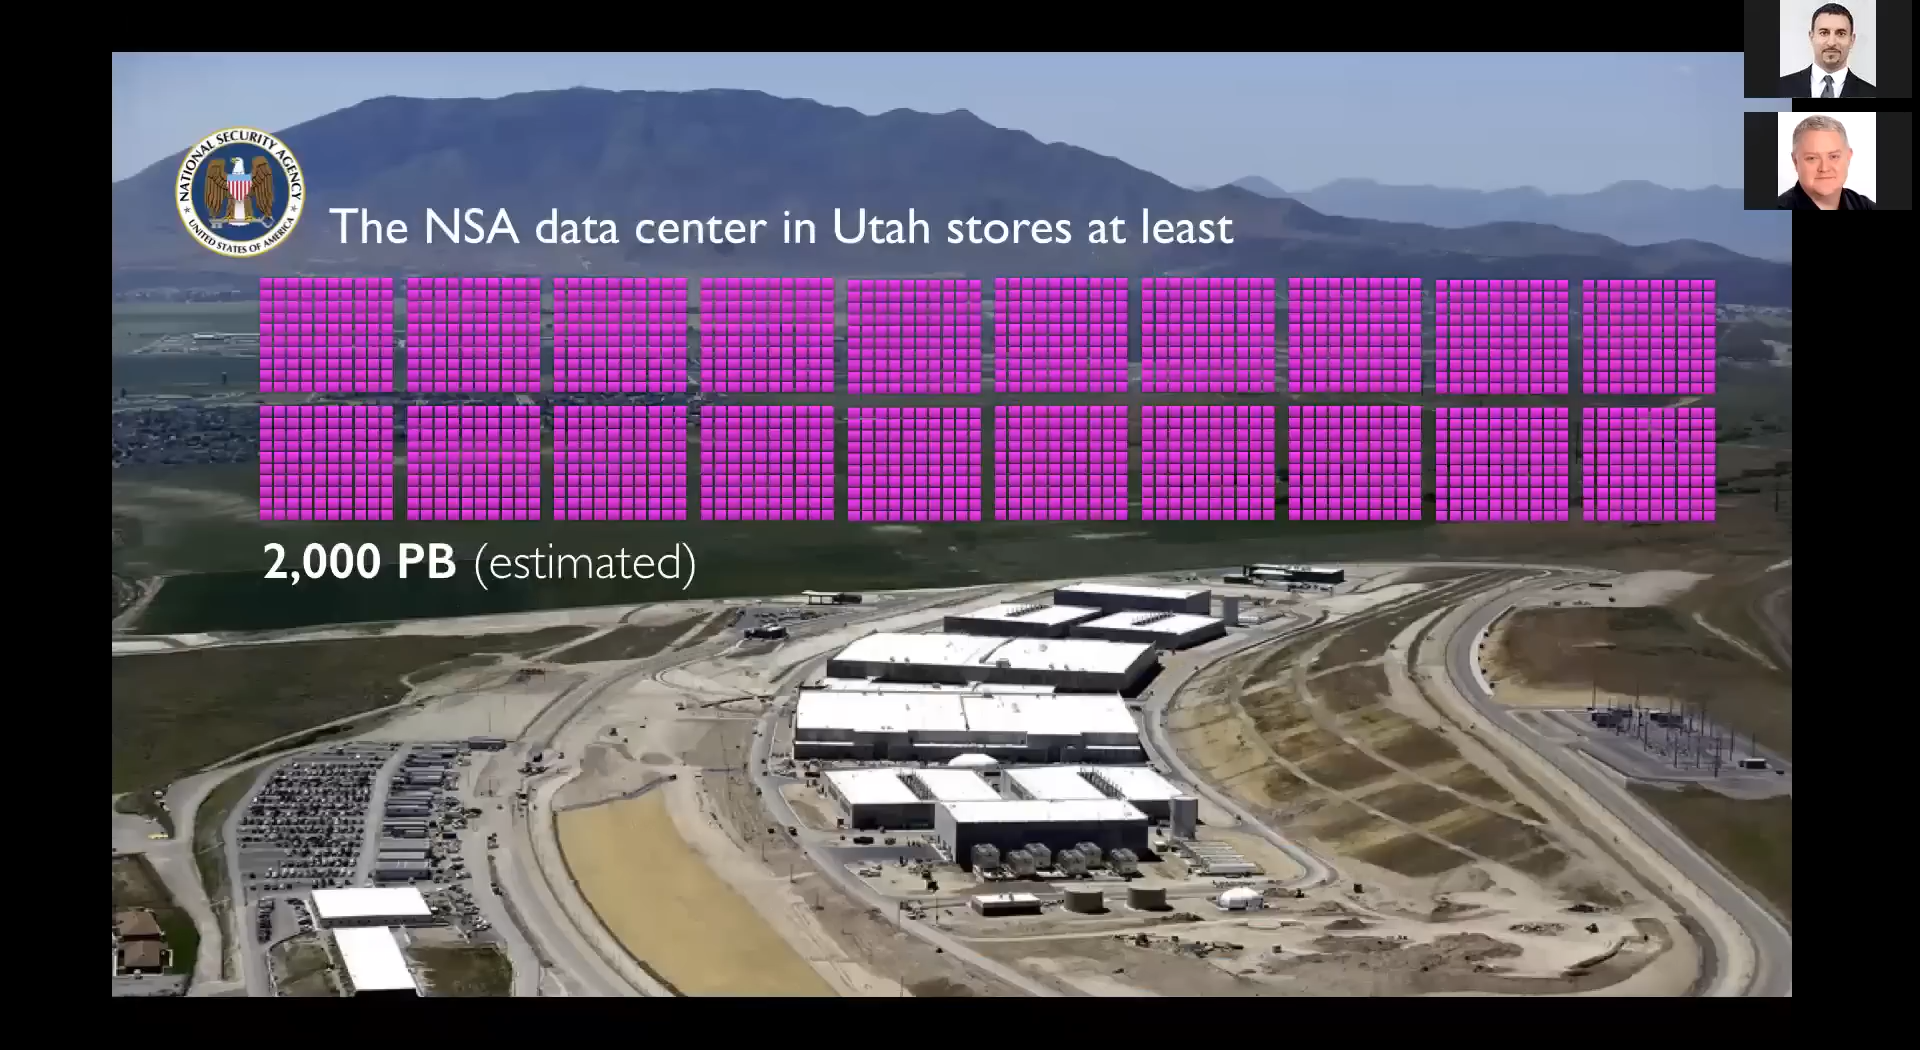 NATIONAL SECURITY AGENCY
UNITED STATES OF AMERICA
The NSA data center in Utah stores at least
2,000 PB (estimated)